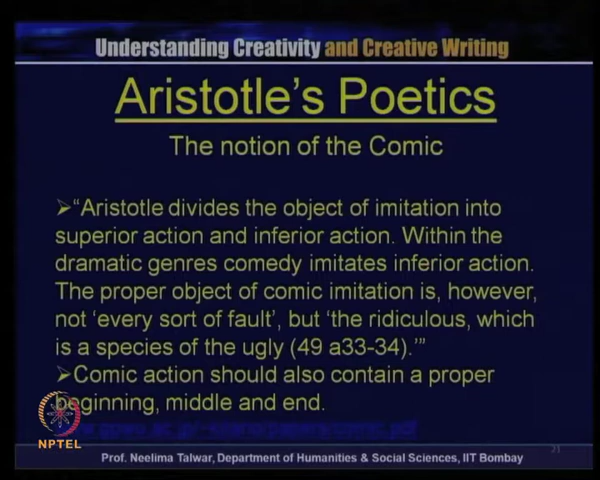 Understanding Creativity and Creative Writing
Aristotle's Poetics
The notion of the Comic
➢“Aristotle divides the object of imitation into
superior action and inferior action. Within the
dramatic genres comedy imitates inferior action.
The proper object of comic imitation is, however,
not ‘every sort of fault’, but ‘the ridiculous, which
is a species of the ugly (49 a33-34).’”
➢Comic action should also contain a proper
beginning, middle and end.
NPTEL
Prof. Neelima Talwar, Department of Humanities & Social Sciences, IIT Bombay
21